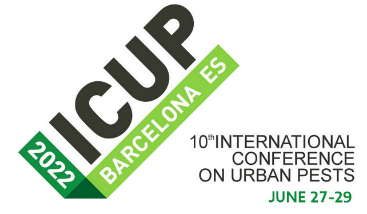 2022
ICUP
BARCELONA ES
10thINTERNATIONAL
CONFERENCE
ON URBAN PESTS
JUNE 27-29